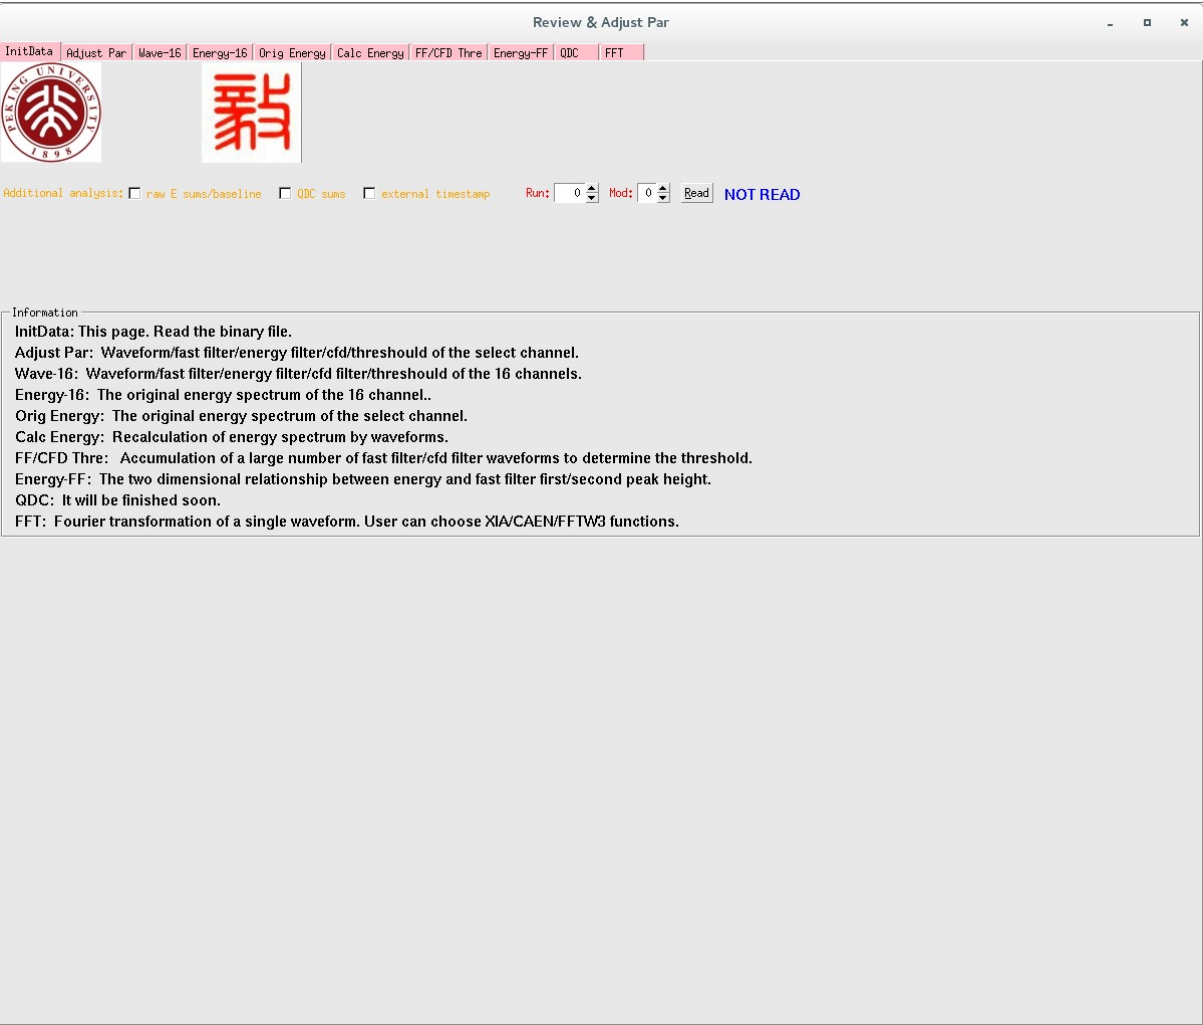 Review & Adjust Par
InitData Adjust Par Wave-16 Energy-16 Orig Energy Calc Energy FF/CFD Thre Energy-FF QDC FFT
PEKING UNIVERSITY
1898
毅
Additional analysis: raw E sums/baseline QDC sums external timestamp Run: 0 Mod: 0 Read NOT READ
Information
InitData: This page. Read the binary file.
Adjust Par: Waveform/fast filter/energy filter/cfd/threshould of the select channel.
Wave-16: Waveform/fast filter/energy filter/cfd filter/threshould of the 16 channels.
Energy-16: The original energy spectrum of the 16 channel..
Orig Energy: The original energy spectrum of the select channel.
Calc Energy: Recalculation of energy spectrum by waveforms.
FF/CFD Thre: Accumulation of a large number of fast filter/cfd filter waveforms to determine the threshold.
Energy-FF: The two dimensional relationship between energy and fast filter first/second peak height.
QDC: It will be finished soon.
FFT: Fourier transformation of a single waveform. User can choose XIA/CAEN/FFTW3 functions.